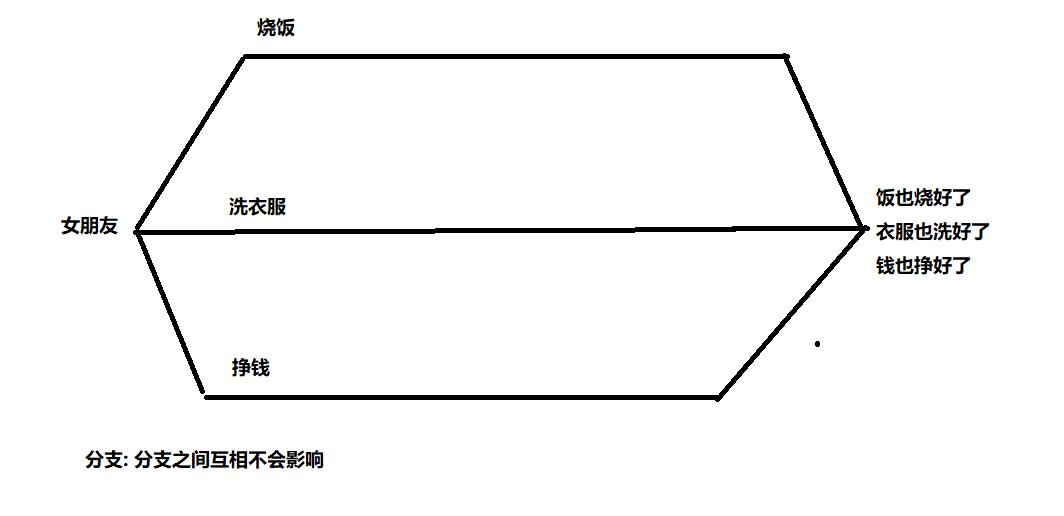 烧饭
洗衣服
女朋友
饭也烧好了
衣服也洗好了
钱也挣好了
挣钱
分支: 分支之间互相不会影响